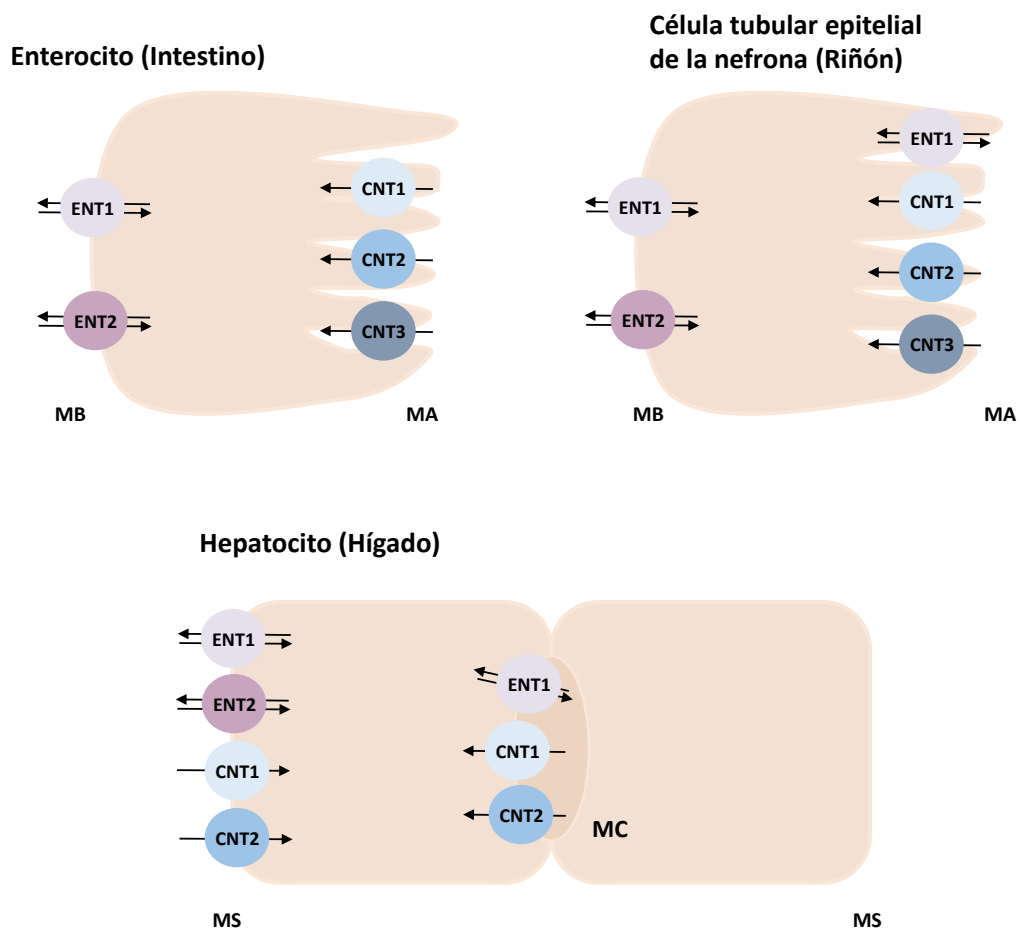 Enterocito (Intestino)
Célula tubular epitelial
de la nefrona (Riñón)
ENT1
ENT2
CNT1
CNT2
CNT3
MB
MA
ENT1
ENT2
ENT1
CNT1
CNT2
CNT3
MB
MA
Hepatocito (Hígado)
ENT1
ENT2
CNT1
CNT2
ENT1
CNT1
CNT2
MC
MS
MS